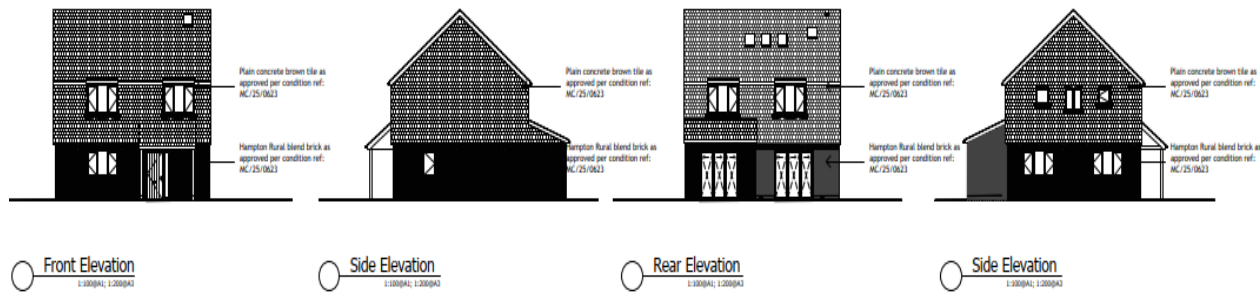 Plain concrete brown tile as
approved per condition ref:
MC/25/0623
Hampton Rural blend brick as
approved per condition ref:
MC/25/0623
Front Elevation
1:100@A1; 1:200@A3
Plain concrete brown tile as
approved per condition ref:
MC/25/0623
Hampton Rural blend brick as
approved per condition ref:
MC/25/0623
Side Elevation
1:100@A1; 1:200@A3
Plain concrete brown tile as
approved per condition ref:
MC/25/0623
Hampton Rural blend brick as
approved per condition ref:
MC/25/0623
Rear Elevation
1:100@A1; 1:200@A3
Plain concrete brown tile as
approved per condition ref:
MC/25/0623
Hampton Rural blend brick as
approved per condition ref:
MC/25/0623
Side Elevation
1:100@A1; 1:200@A3